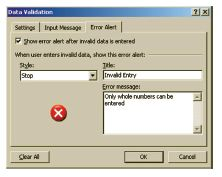 Data Validation
Settings
Input Message
Error Alert
Show error alert after invalid data is entered
When user enters invalid data, show this error alert:
Style:
Title:
Stop
Invalid Entry
Error message:
Only whole numbers can be
entered
Clear All
OK
Cancel